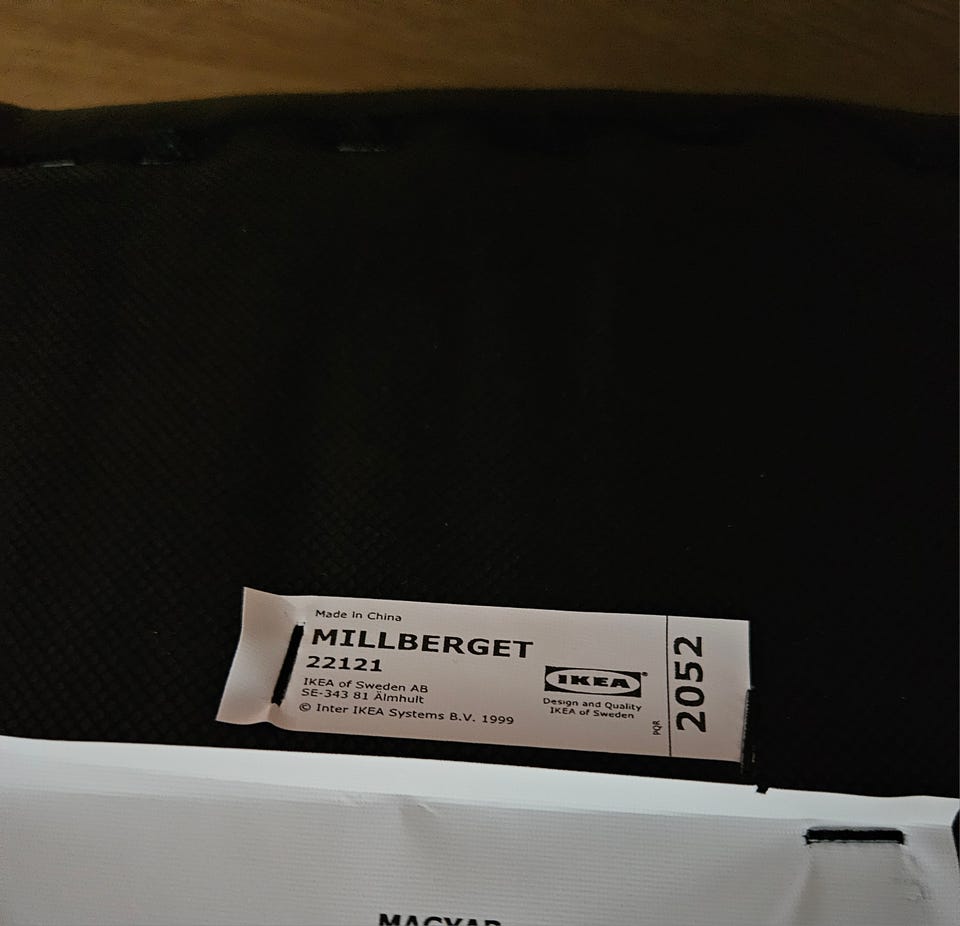 Made in China
MILLBERGET
22121
IKEA of Sweden AB
SE-343 81 Älmhult
© Inter IKEA Systems B.V. 1999
IKEA®
Design and Quality
IKEA of Sweden
PQR
2052
MAGYAR